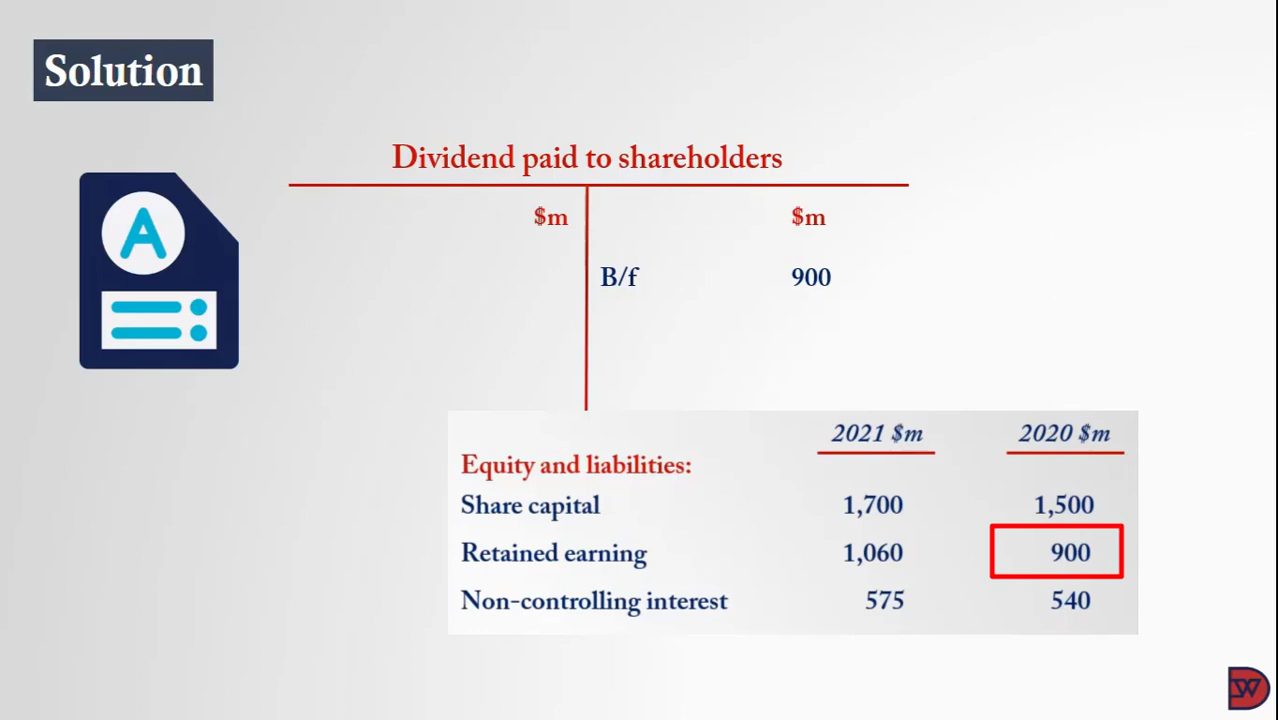 Solution
Dividend paid to shareholders
$m $m
A
B/f 900
2021 $m 2020 $m
Equity and liabilities:
Share capital 1,700 1,500
Retained earning 1,060 900
Non-controlling interest 575 540
W